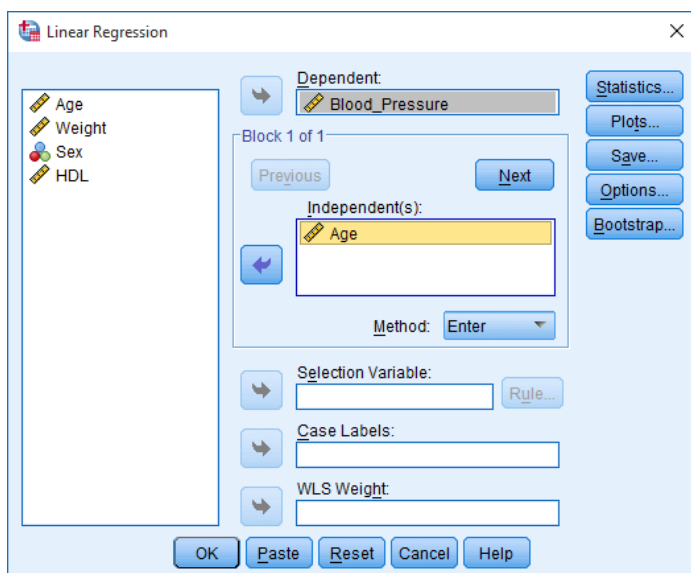 Linear Regression
Age
Weight
Sex
HDL
Dependent:
Blood_Pressure
Block 1 of 1
Previous
Next
Independent(s):
Age
Method:
Enter
Selection Variable:
Rule...
Case Labels:
WLS Weight:
Statistics...
Plots...
Save...
Options...
Bootstrap...
OK
Paste
Reset
Cancel
Help